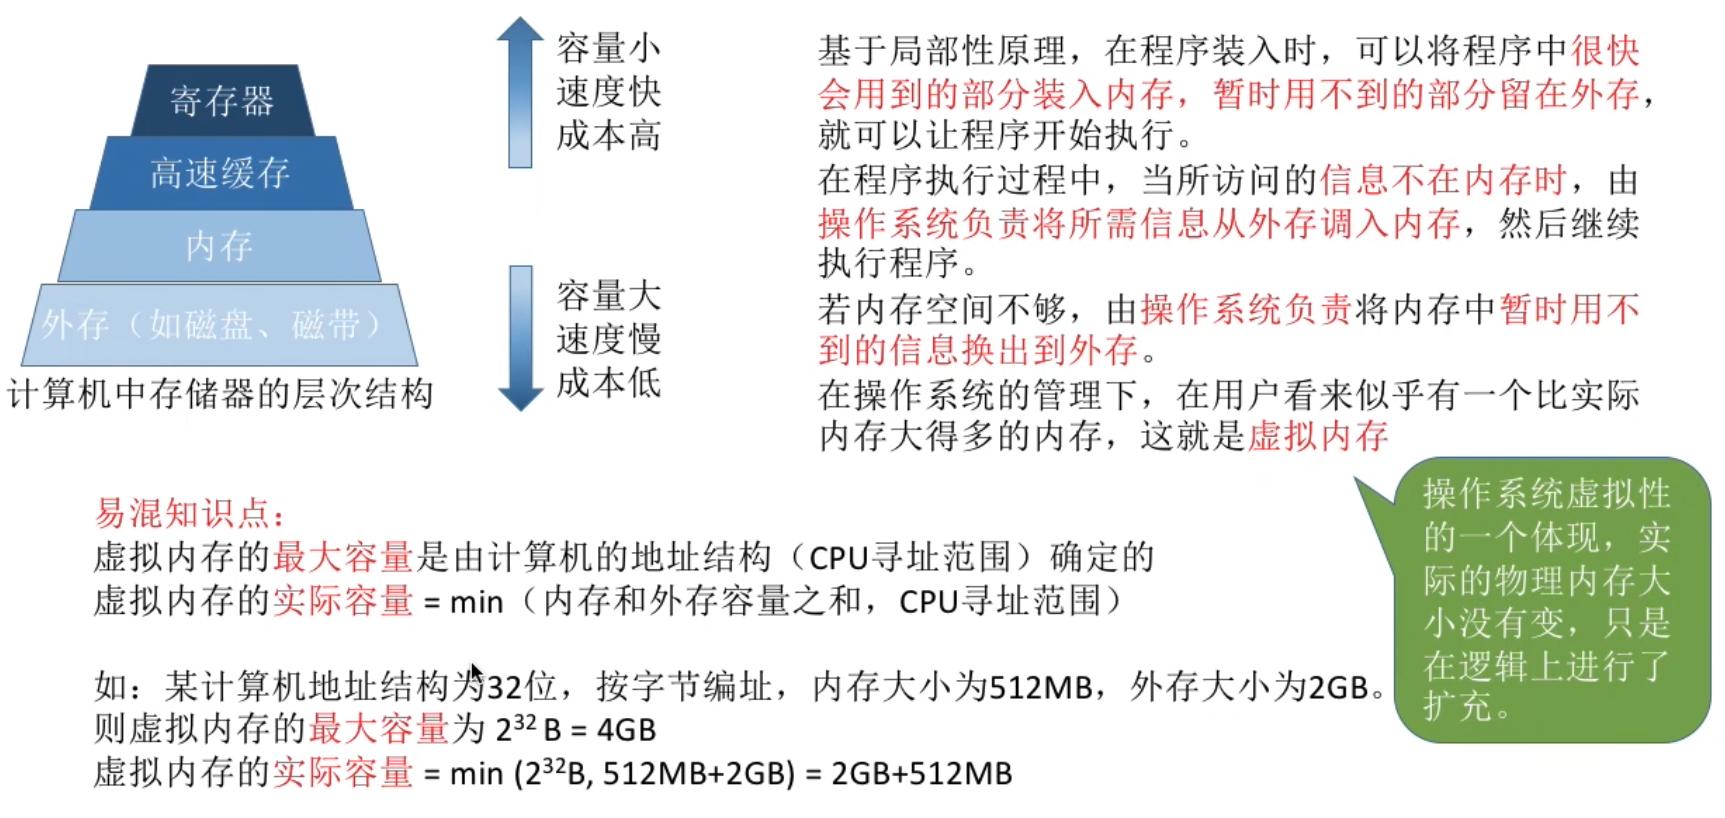 寄存器
高速缓存
内存
外存（如磁盘、磁带）
计算机中存储器的层次结构
容量小
速度快
成本高
容量大
速度慢
成本低
基于局部性原理，在程序装入时，可以将程序中很快
会用到的部分装入内存，暂时用不到的部分留在外存，
就可以让程序开始执行。
在程序执行过程中，当所访问的信息不在内存时，由
操作系统负责将所需信息从外存调入内存，然后继续
执行程序。
若内存空间不够，由操作系统负责将内存中暂时用不
到的信息换出到外存。
在操作系统的管理下，在用户看来似乎有一个比实际
内存大得多的内存，这就是虚拟内存
操作系统虚拟性
的一个体现，实
际的物理内存大
小没有变，只是
在逻辑上进行了
扩充。
易混知识点：
虚拟内存的最大容量是由计算机的地址结构（CPU寻址范围）确定的
虚拟内存的实际容量 = min（内存和外存容量之和，CPU寻址范围）
如：某计算机地址结构为32位，按字节编址，内存大小为512MB，外存大小为2GB。
则虚拟内存的最大容量为 2³² B = 4GB
虚拟内存的实际容量 = min (2³²B, 512MB+2GB) = 2GB+512MB